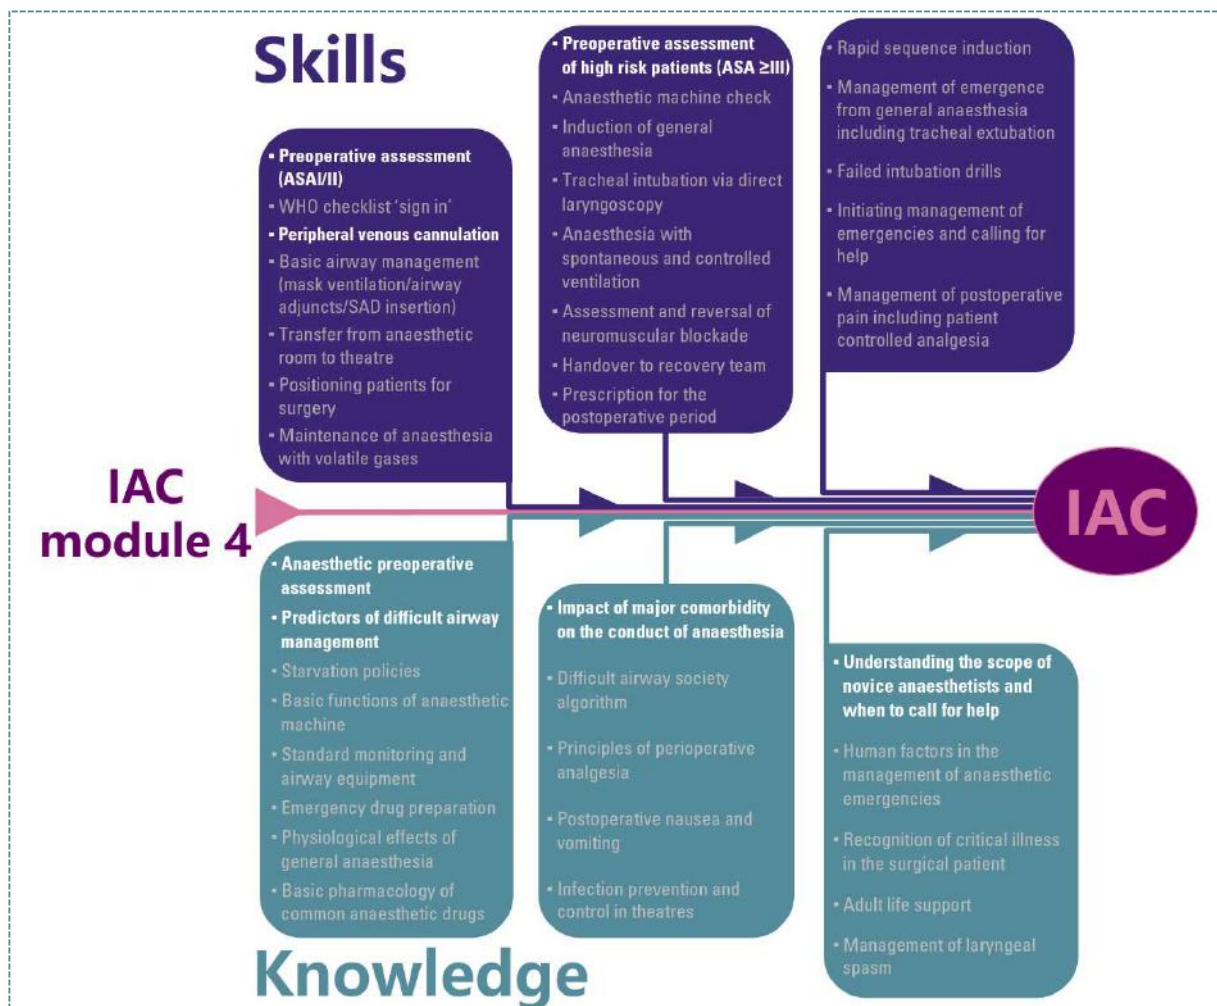 Skills
▪ Preoperative assessment
(ASAI/II)
▪ WHO checklist ‘sign in’
▪ Peripheral venous cannulation
▪ Basic airway management
(mask ventilation/airway
adjuncts/SAD insertion)
▪ Transfer from anaesthetic
room to theatre
▪ Positioning patients for
surgery
▪ Maintenance of anaesthesia
with volatile gases
▪ Preoperative assessment
of high risk patients (ASA ≥III)
▪ Anaesthetic machine check
▪ Induction of general
anaesthesia
▪ Tracheal intubation via direct
laryngoscopy
▪ Anaesthesia with
spontaneous and controlled
ventilation
▪ Assessment and reversal of
neuromuscular blockade
▪ Handover to recovery team
▪ Prescription for the
postoperative period
▪ Rapid sequence induction
▪ Management of emergence
from general anaesthesia
including tracheal extubation
▪ Failed intubation drills
▪ Initiating management of
emergencies and calling for
help
▪ Management of postoperative
pain including patient
controlled analgesia
IAC
module 4
IAC
▪ Anaesthetic preoperative
assessment
▪ Predictors of difficult airway
management
▪ Starvation policies
▪ Basic functions of anaesthetic
machine
▪ Standard monitoring and
airway equipment
▪ Emergency drug preparation
▪ Physiological effects of
general anaesthesia
▪ Basic pharmacology of
common anaesthetic drugs
▪ Impact of major comorbidity
on the conduct of anaesthesia
▪ Difficult airway society
algorithm
▪ Principles of perioperative
analgesia
▪ Postoperative nausea and
vomiting
▪ Infection prevention and
control in theatres
▪ Understanding the scope of
novice anaesthetists and
when to call for help
▪ Human factors in the
management of anaesthetic
emergencies
▪ Recognition of critical illness
in the surgical patient
▪ Adult life support
▪ Management of laryngeal
spasm
Knowledge